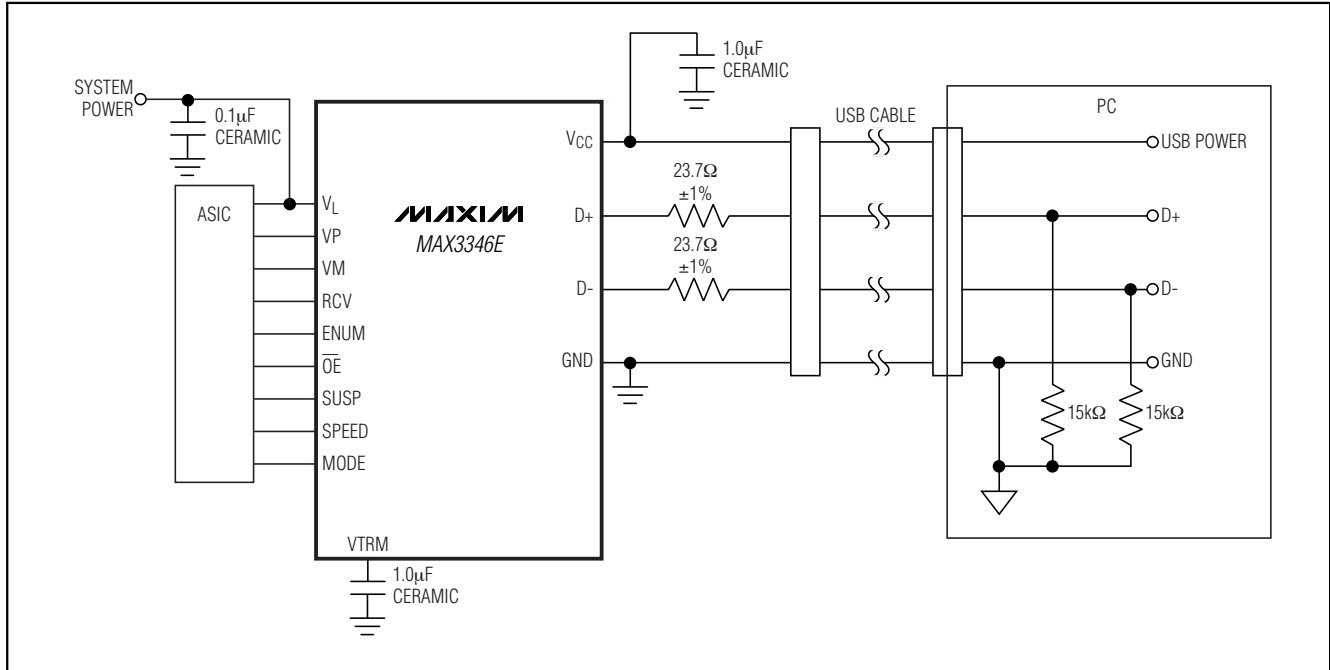 SYSTEM
POWER
0.1µF
CERAMIC
1.0µF
CERAMIC
ASIC
VL
VP
VM
RCV
ENUM
OE
SUSP
SPEED
MODE
MAXIM
MAX3346E
VCC
D+
D-
GND
VTRM
1.0µF
CERAMIC
23.7Ω
±1%
23.7Ω
±1%
USB CABLE
PC
USB POWER
D+
D-
GND
15kΩ
15kΩ